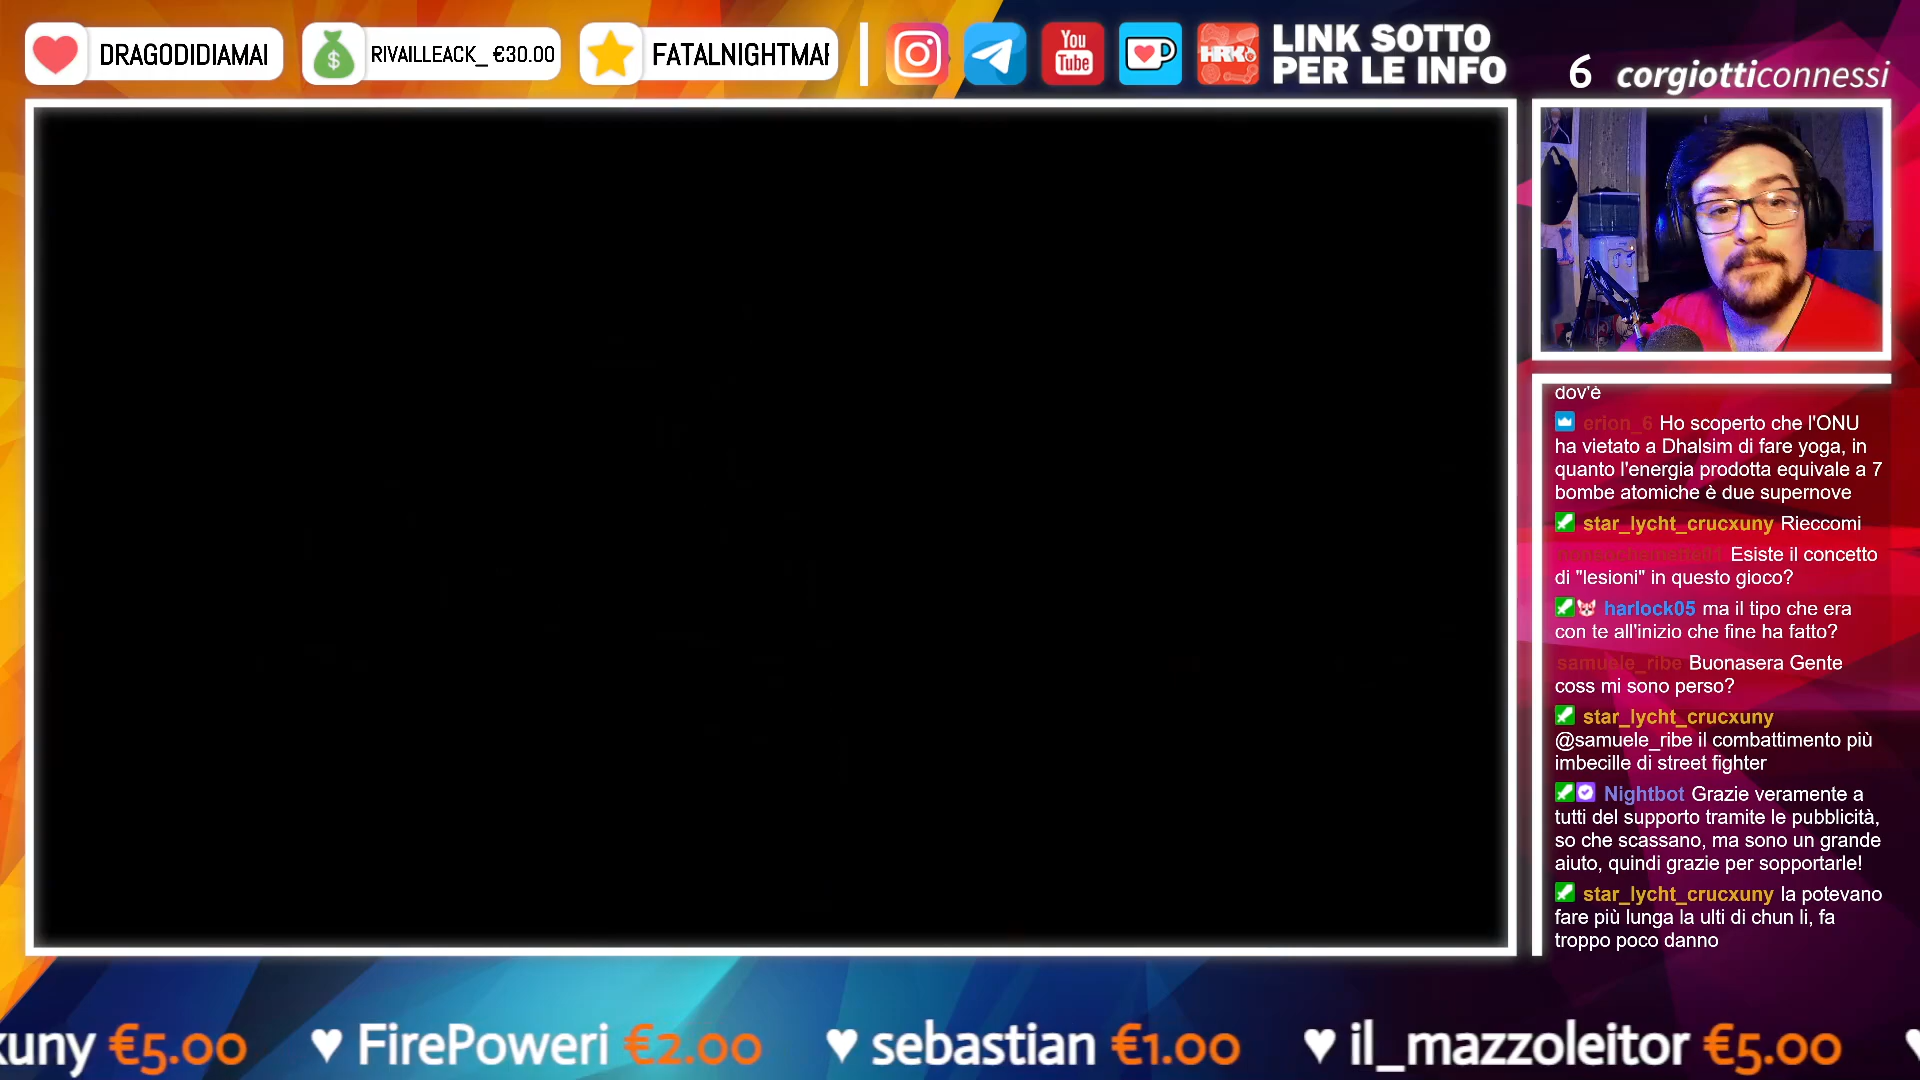 DRAGODIDIAMAI
RIVAILLEACK_ €30.00
FATALNIGHTMAR
You
Tube
HRK
LINK SOTTO
PER LE INFO
6 corgiotticonnessi
dov'è
erion_6 Ho scoperto che l'ONU
ha vietato a Dhalsim di fare yoga, in
quanto l'energia prodotta equivale a 7
bombe atomiche è due supernove
star_lycht_crucxuny Rieccomi
Esiste il concetto
di "lesioni" in questo gioco?
harlock05 ma il tipo che era
con te all'inizio che fine ha fatto?
samuele_ribe Buonasera Gente
coss mi sono perso?
star_lycht_crucxuny
@samuele_ribe il combattimento più
imbecille di street fighter
Nightbot Grazie veramente a
tutti del supporto tramite le pubblicità,
so che scassano, ma sono un grande
aiuto, quindi grazie per sopportarle!
star_lycht_crucxuny la potevano
fare più lunga la ulti di chun li, fa
troppo poco danno
xuny €5.00 ♥ FirePoweri €2.00 ♥ sebastian €1.00 ♥ il_mazzoleitor €5.00 ♥